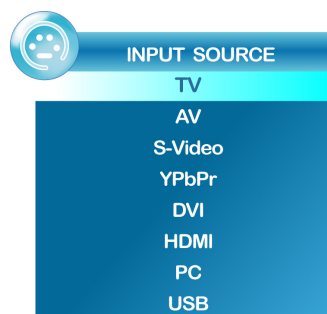 INPUT SOURCE
TV
AV
S-Video
YPbPr
DVI
HDMI
PC
USB